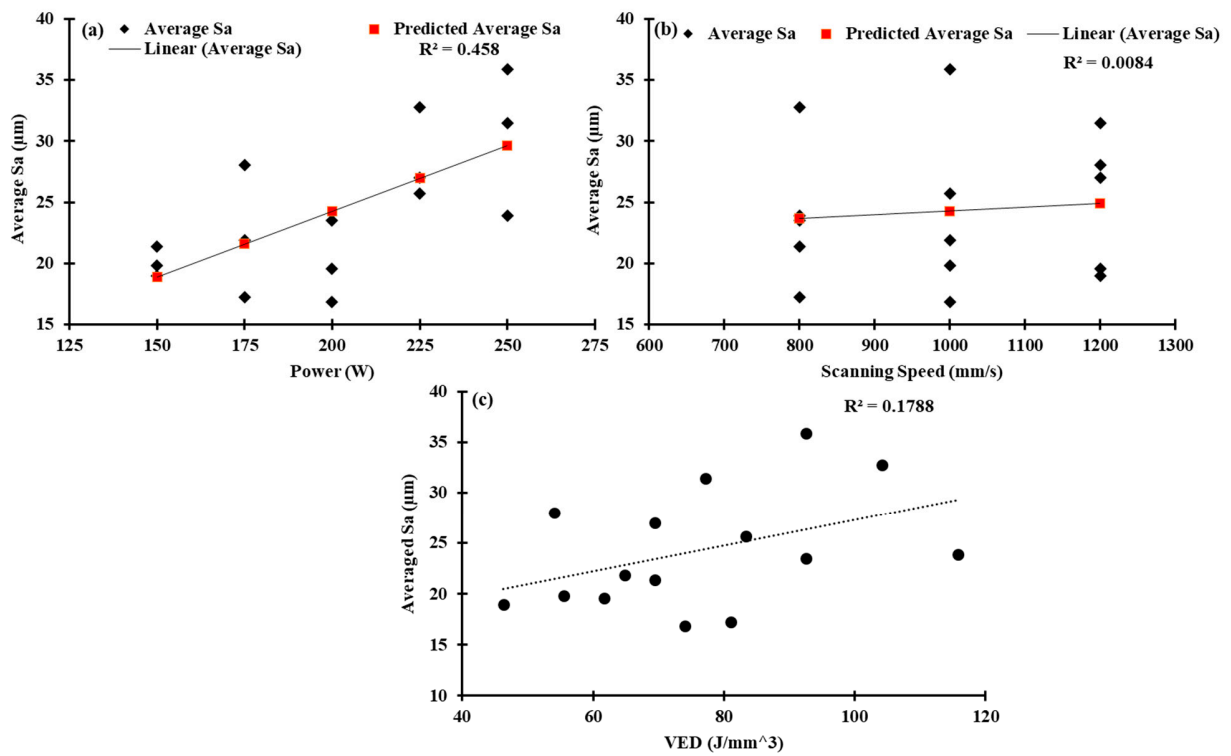 (a)
Average Sa
Predicted Average Sa
Linear (Average Sa)
R² = 0.458
40
35
30
25
20
15
Average Sa (µm)
125 150 175 200 225 250 275
Power (W)
(b)
Average Sa
Predicted Average Sa
Linear (Average Sa)
R² = 0.0084
40
35
30
25
20
15
Average Sa (µm)
600 700 800 900 1000 1100 1200 1300
Scanning Speed (mm/s)
(c)
R² = 0.1788
40
35
30
25
20
15
10
Averaged Sa (µm)
40 60 80 100 120
VED (J/mm^3)